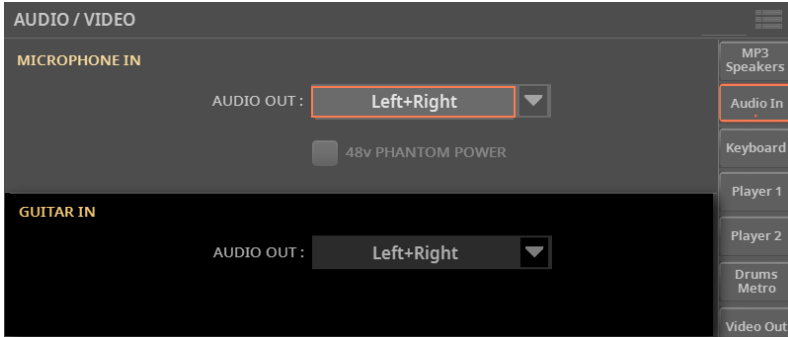 AUDIO / VIDEO
MICROPHONE IN
AUDIO OUT :
Left+Right
48v PHANTOM POWER
GUITAR IN
AUDIO OUT :
Left+Right
MP3
Speakers
Audio In
Keyboard
Player 1
Player 2
Drums
Metro
Video Out